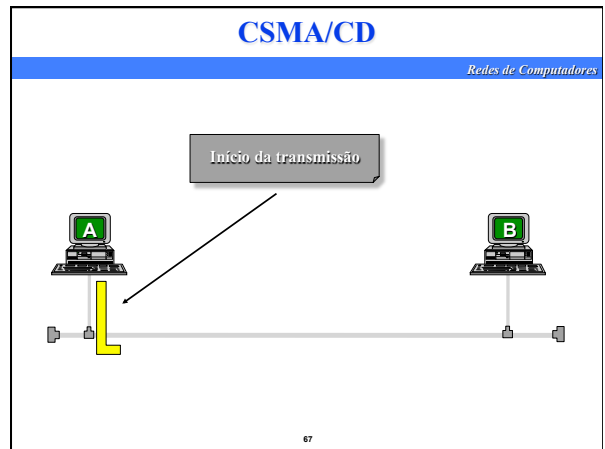 CSMA/CD
Redes de Computadores
Início da transmissão
A
B
67